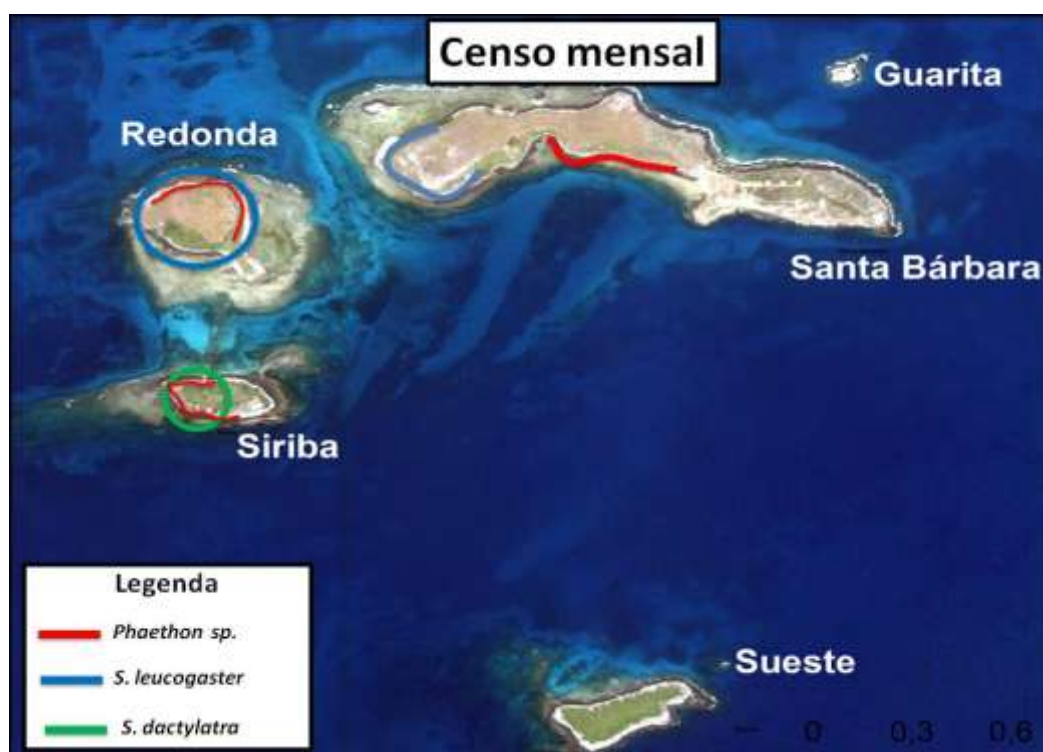 Censo mensal
Guarita
Redonda
Santa Bárbara
Siriba
Legenda
Phaethon sp.
S. leucogaster
S. dactylatra
Sueste
0 0,3 0,6